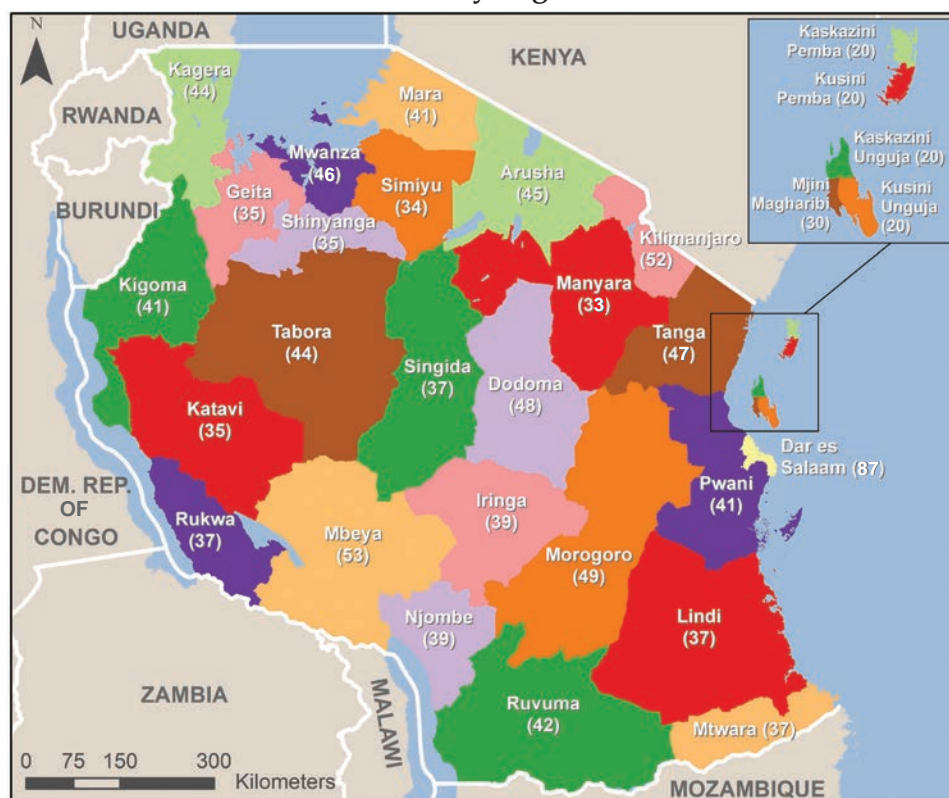 N
UGANDA
KENYA
RWANDA
BURUNDI
DEM. REP.
OF
CONGO
ZAMBIA
MALAWI
MOZAMBIQUE
Kagera
(44)
Mara
(41)
Mwanza
(46)
Geita
(35)
Simiyu
(34)
Shinyanga
(35)
Arusha
(45)
Kilimanjaro
(52)
Kigoma
(41)
Tabora
(44)
Singida
(37)
Manyara
(33)
Tanga
(47)
Dodoma
(48)
Katavi
(35)
Rukwa
(37)
Mbeya
(53)
Iringa
(39)
Morogoro
(49)
Pwani
(41)
Dar es
Salaam (87)
Njombe
(39)
Lindi
(37)
Ruvuma
(42)
Mtwara (37)
Kaskazini
Pemba (20)
Kusini
Pemba (20)
Kaskazini
Unguja (20)
Mjini
Magharibi
(30)
Kusini
Unguja
(20)
0 75 150 300
Kilometers